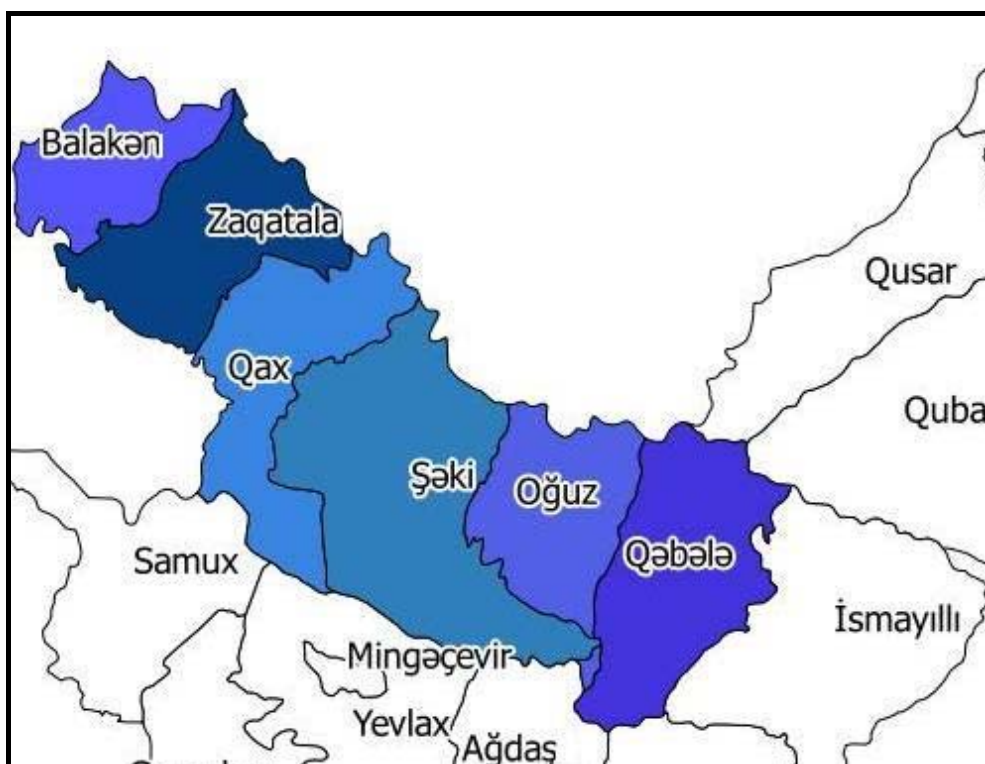 Balakən
Zaqatala
Qusar
Qax
Quba
Şəki
Oğuz
Qəbələ
Samux
İsmayıllı
Mingəçevir
Yevlax
Ağdaş